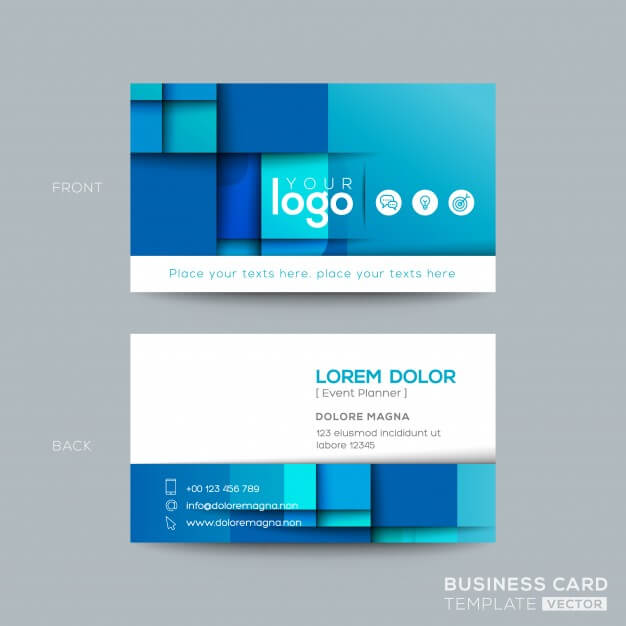 FRONT
YOUR
logo
Place your texts here. place your texts here.
BACK
LOREM DOLOR
[ Event Planner ]
DOLORE MAGNA
123 eiusmod incididunt ut
labore 12345
+00 123 456 789
info@doloremagna.non
www.doloremagna.non
BUSINESS CARD
TEMPLATE VECTOR